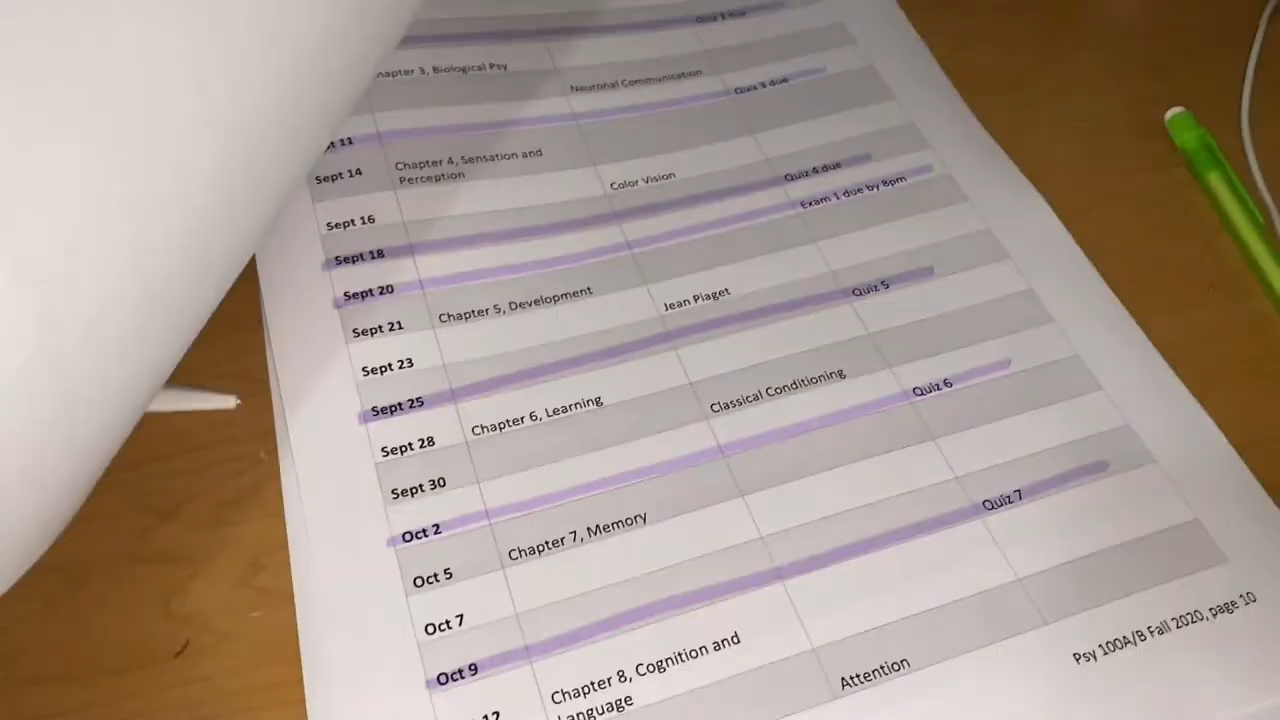 Quiz 2 due
hapter 3, Biological Psy
Neuronal Communication
Quiz 3 due
t 11
Sept 14
Chapter 4, Sensation and
Perception
Color Vision
Sept 16
Quiz 4 due
Sept 18
Exam 1 due by 8pm
Sept 20
Sept 21
Chapter 5, Development
Jean Piaget
Sept 23
Quiz 5
Sept 25
Sept 28
Chapter 6, Learning
Classical Conditioning
Sept 30
Quiz 6
Oct 2
Oct 5
Chapter 7, Memory
Oct 7
Quiz 7
Oct 9
12
Chapter 8, Cognition and
Language
Attention
Psy 100A/B Fall 2020, page 10